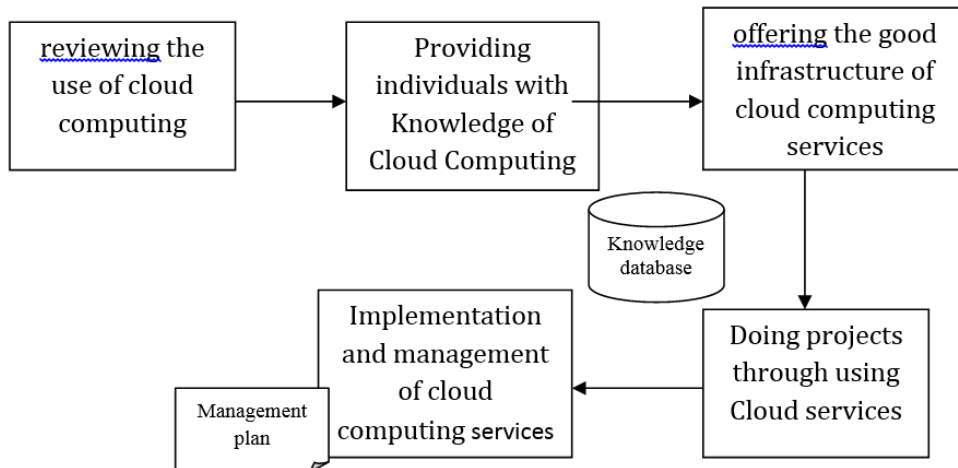 reviewing the
use of cloud
computing
Providing
individuals with
Knowledge of
Cloud Computing
offering the good
infrastructure of
cloud computing
services
Knowledge
database
Doing projects
through using
Cloud services
Implementation
and management
of cloud
computing services
Management
plan